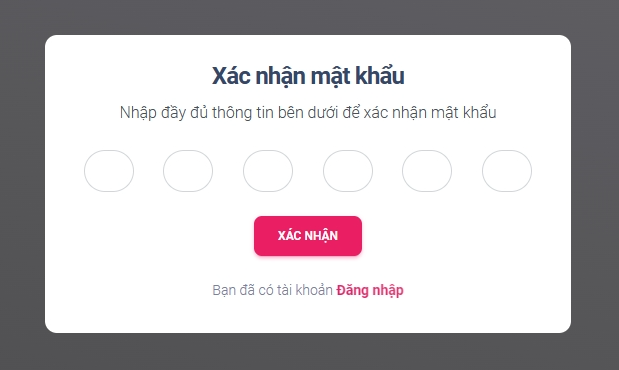 Xác nhận mật khẩu
Nhập đầy đủ thông tin bên dưới để xác nhận mật khẩu
XÁC NHẬN
Bạn đã có tài khoản Đăng nhập